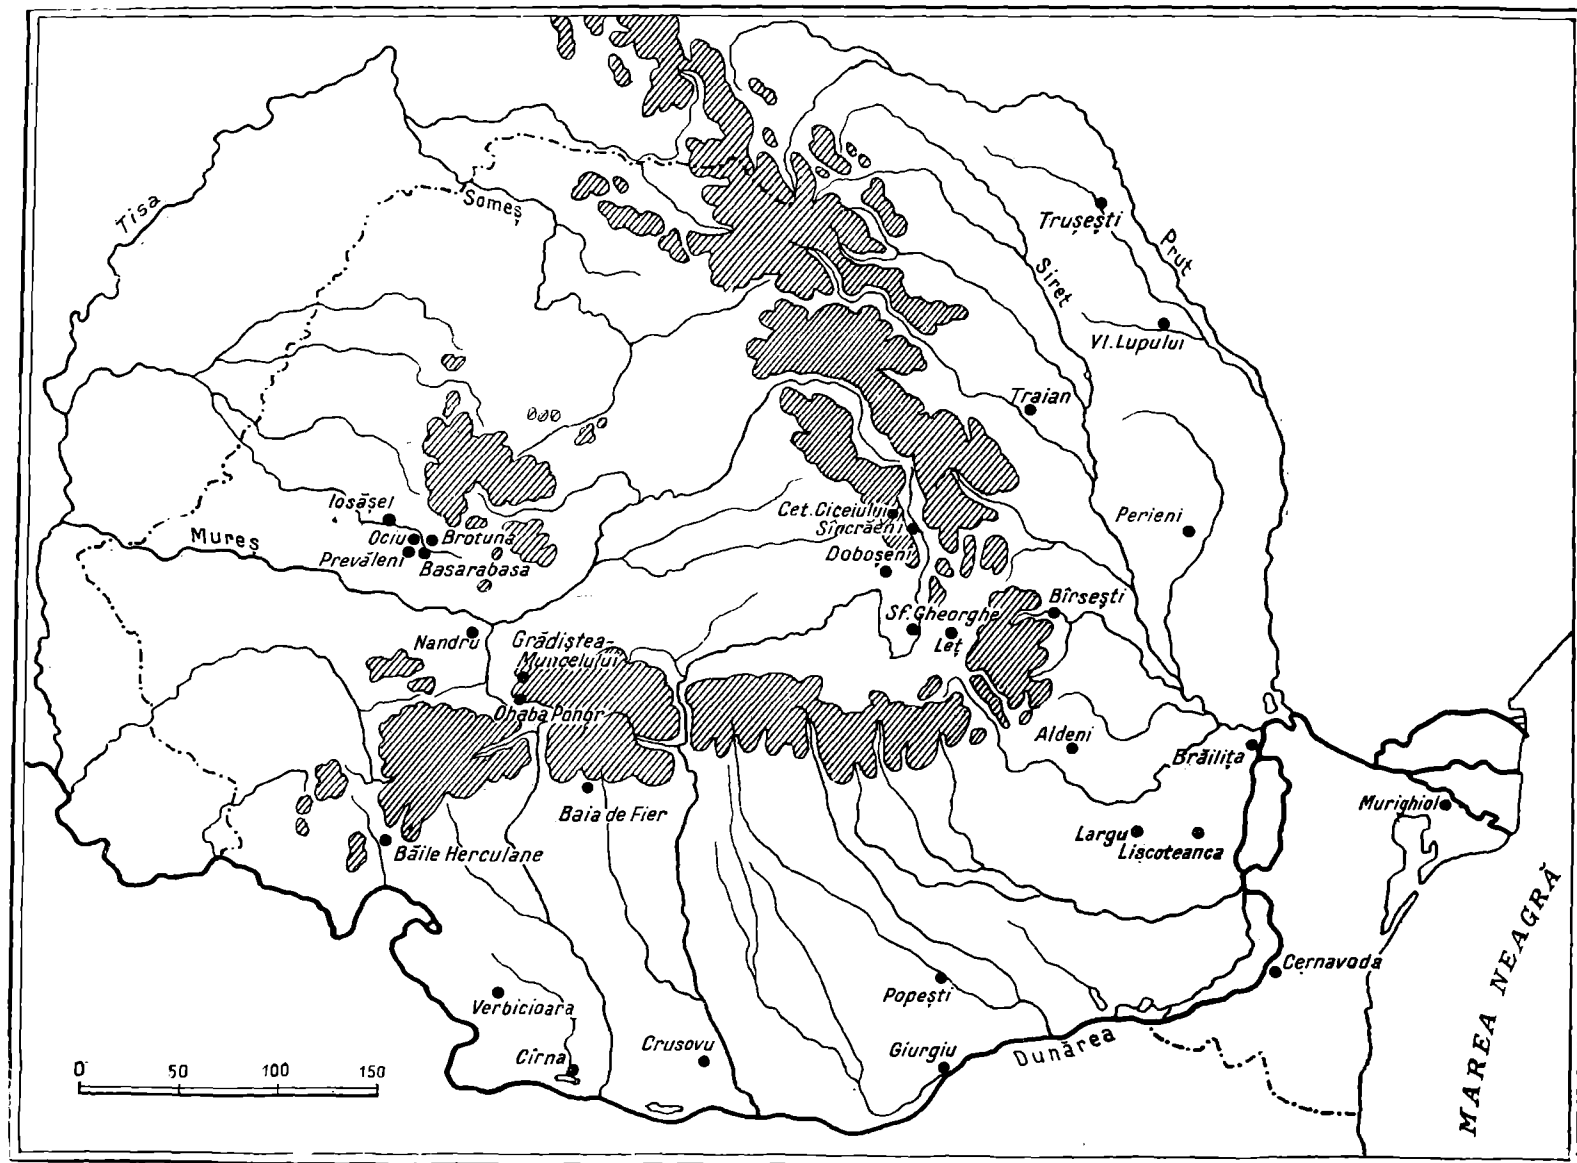 Tisa
Someș
Trușești
Prut
Siret
Vl. Lupului
Traian
Iosășel
Cet. Ciceiului
Sîncrăeni
Perieni
Mureș
Ociu
Brotuna
Prevăleni
Basarabasa
Doboșeni
Bîrsești
Sf. Gheorghe
Leț
Nandru
Grădiștea-
Muncelului
Ohaba Ponor
Aldeni
Brăilița
Baia de Fier
Murighiol
Largu
Liscoteanca
Băile Herculane
MAREA NEAGRĂ
Cernavoda
Popești
Verbicioara
Crusovu
Giurgiu
Dunărea
Cîrna
0 50 100 150